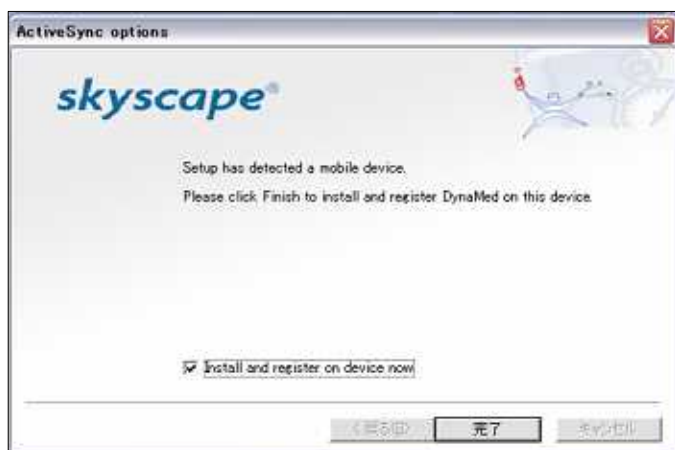 ActiveSync options
skyscape®
Setup has detected a mobile device.
Please click Finish to install and register DynaMed on this device.
Install and register on device now
< 戻る(B)
完了
キャンセル